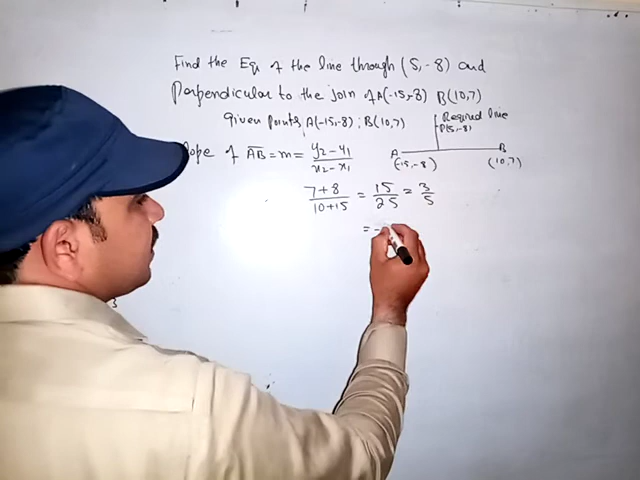 Find the Eq of the line through (5,-8) and
Perpendicular to the join of A(-15,-8) B(10,7)
Given points, A(-15,-8) ; B(10,7)
Required line
P(5,-8)
A B
(-15,-8) (10,7)
lope of AB = m = y2-y1 / x2-x1
7+8 / 10+15 = 15 / 25 = 3 / 5
= -